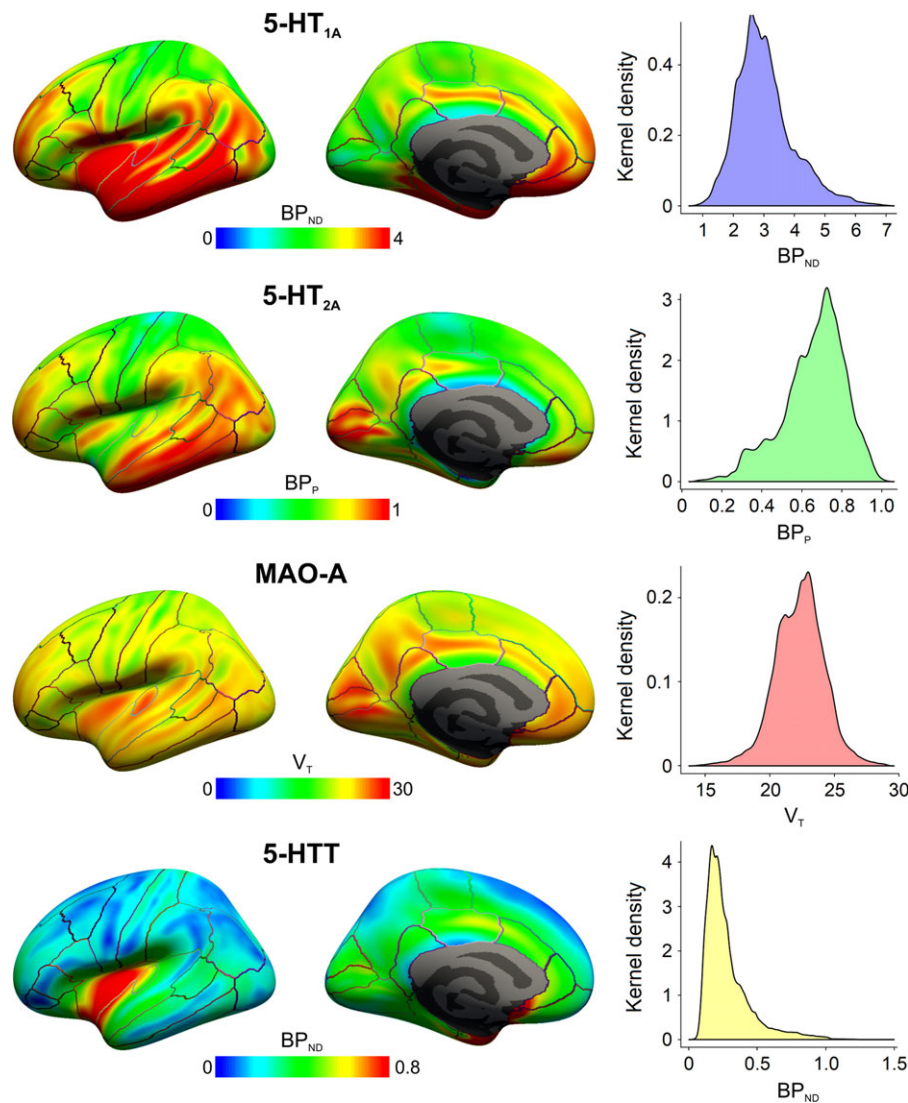 5-HT1A
BPND
0 4
Kernel density
0.4
0.2
0
1 2 3 4 5 6 7
BPND
5-HT2A
BPP
0 1
Kernel density
3
2
1
0
0 0.2 0.4 0.6 0.8 1.0
BPP
MAO-A
VT
0 30
Kernel density
0.2
0.1
0
15 20 25 30
VT
5-HTT
BPND
0 0.8
Kernel density
4
3
2
1
0
0 0.5 1.0 1.5
BPND